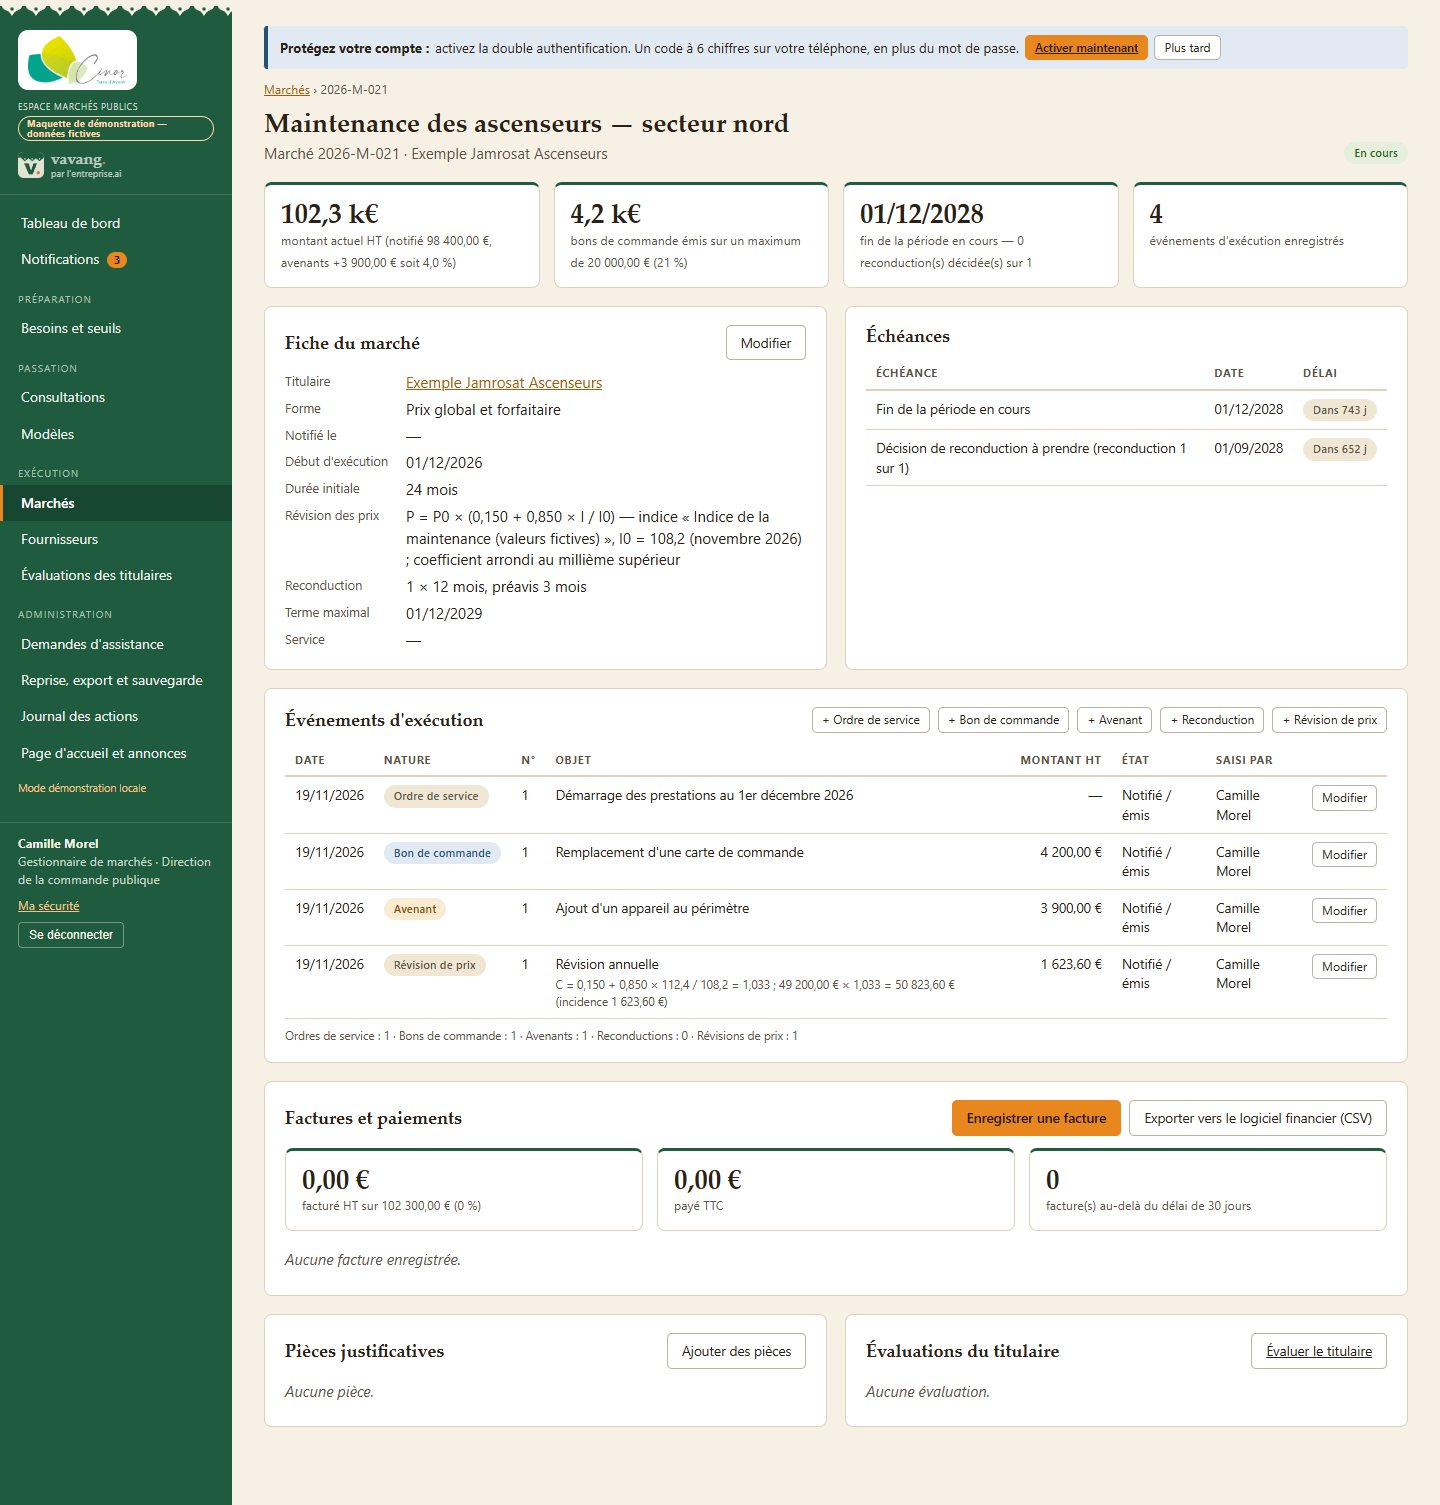 Cinor
Terre d'Avenir
ESPACE MARCHÉS PUBLICS
Maquette de démonstration —
données fictives
vavang.
par l'entreprise.ai
Tableau de bord
Notifications 3
PRÉPARATION
Besoins et seuils
PASSATION
Consultations
Modèles
EXÉCUTION
Marchés
Fournisseurs
Évaluations des titulaires
ADMINISTRATION
Demandes d'assistance
Reprise, export et sauvegarde
Journal des actions
Page d'accueil et annonces
Mode démonstration locale
Camille Morel
Gestionnaire de marchés · Direction
de la commande publique
Ma sécurité
Se déconnecter
Protégez votre compte : activez la double authentification. Un code à 6 chiffres sur votre téléphone, en plus du mot de passe. Activer maintenant Plus tard
Marchés › 2026-M-021
Maintenance des ascenseurs — secteur nord
Marché 2026-M-021 · Exemple Jamrosat Ascenseurs
En cours
102,3 k€
montant actuel HT (notifié 98 400,00 €,
avenants +3 900,00 € soit 4,0 %)
4,2 k€
bons de commande émis sur un maximum
de 20 000,00 € (21 %)
01/12/2028
fin de la période en cours — 0
reconduction(s) décidée(s) sur 1
4
événements d'exécution enregistrés
Fiche du marché
Modifier
Titulaire Exemple Jamrosat Ascenseurs
Forme Prix global et forfaitaire
Notifié le —
Début d'exécution 01/12/2026
Durée initiale 24 mois
Révision des prix P = P0 × (0,150 + 0,850 × I / I0) — indice « Indice de la
maintenance (valeurs fictives) », I0 = 108,2 (novembre 2026)
; coefficient arrondi au millième supérieur
Reconduction 1 × 12 mois, préavis 3 mois
Terme maximal 01/12/2029
Service —
Échéances
ÉCHÉANCE DATE DÉLAI
Fin de la période en cours 01/12/2028 Dans 743 j
Décision de reconduction à prendre (reconduction 1 01/09/2028 Dans 652 j
sur 1)
Événements d'exécution
+ Ordre de service + Bon de commande + Avenant + Reconduction + Révision de prix
DATE NATURE N° OBJET MONTANT HT ÉTAT SAISI PAR
19/11/2026 Ordre de service 1 Démarrage des prestations au 1er décembre 2026 — Notifié / Camille Modifier
émis Morel
19/11/2026 Bon de commande 1 Remplacement d'une carte de commande 4 200,00 € Notifié / Camille Modifier
émis Morel
19/11/2026 Avenant 1 Ajout d'un appareil au périmètre 3 900,00 € Notifié / Camille Modifier
émis Morel
19/11/2026 Révision de prix 1 Révision annuelle 1 623,60 € Notifié / Camille Modifier
émis Morel
C = 0,150 + 0,850 × 112,4 / 108,2 = 1,033 ; 49 200,00 € × 1,033 = 50 823,60 €
(incidence 1 623,60 €)
Ordres de service : 1 · Bons de commande : 1 · Avenants : 1 · Reconductions : 0 · Révisions de prix : 1
Factures et paiements
Enregistrer une facture Exporter vers le logiciel financier (CSV)
0,00 €
facturé HT sur 102 300,00 € (0 %)
0,00 €
payé TTC
0
facture(s) au-delà du délai de 30 jours
Aucune facture enregistrée.
Pièces justificatives
Ajouter des pièces
Aucune pièce.
Évaluations du titulaire
Évaluer le titulaire
Aucune évaluation.